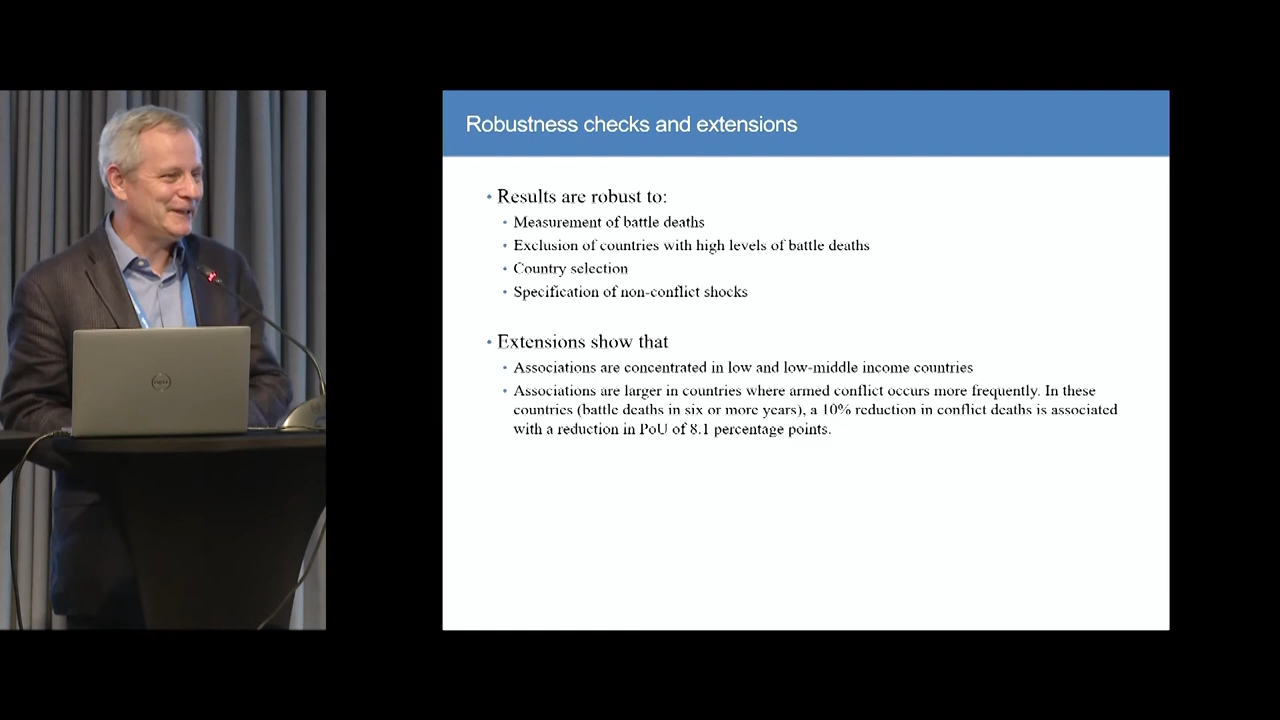 Robustness checks and extensions
• Results are robust to:
• Measurement of battle deaths
• Exclusion of countries with high levels of battle deaths
• Country selection
• Specification of non-conflict shocks
• Extensions show that
• Associations are concentrated in low and low-middle income countries
• Associations are larger in countries where armed conflict occurs more frequently. In these
countries (battle deaths in six or more years), a 10% reduction in conflict deaths is associated
with a reduction in PoU of 8.1 percentage points.
DELL